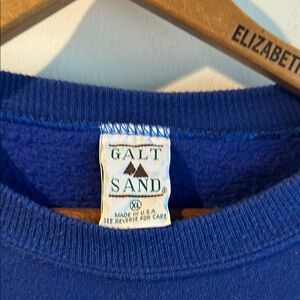 ELIZABETH
GALT
SAND®
XL
MADE IN U.S.A.
SEE REVERSE FOR CARE